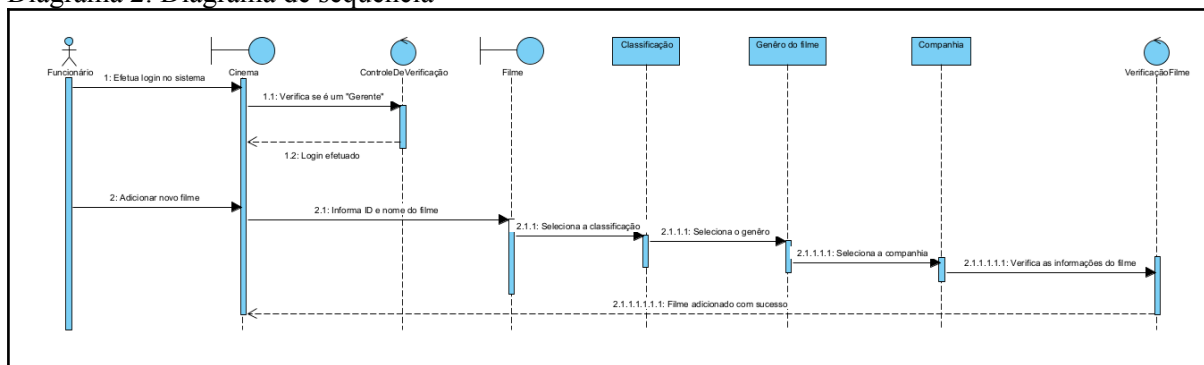 Diagrama 2: Diagrama de sequência
Classificação
Genêro do filme
Companhia
Funcionário
Cinema
ControleDeVerificação
Filme
VerificaçãoFilme
1: Efetua login no sistema
1.1: Verifica se é um "Gerente"
1.2: Login efetuado
2: Adicionar novo filme
2.1: Informa ID e nome do filme
2.1.1: Seleciona a classificação
2.1.1.1: Seleciona o genêro
2.1.1.1.1: Seleciona a companhia
2.1.1.1.1.1: Verifica as informações do filme
2.1.1.1.1.1.1: Filme adicionado com sucesso